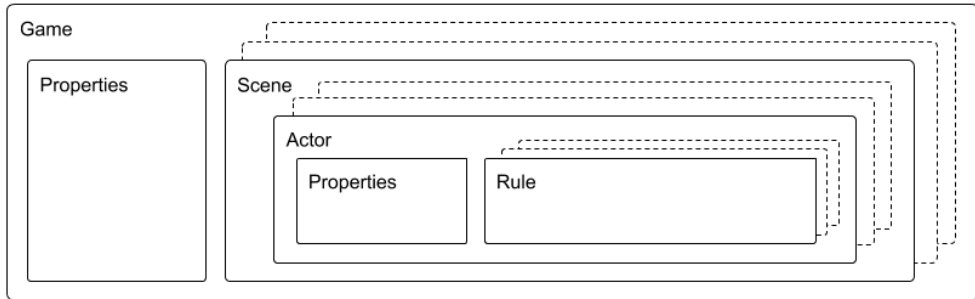 Game
Properties
Scene
Actor
Properties
Rule